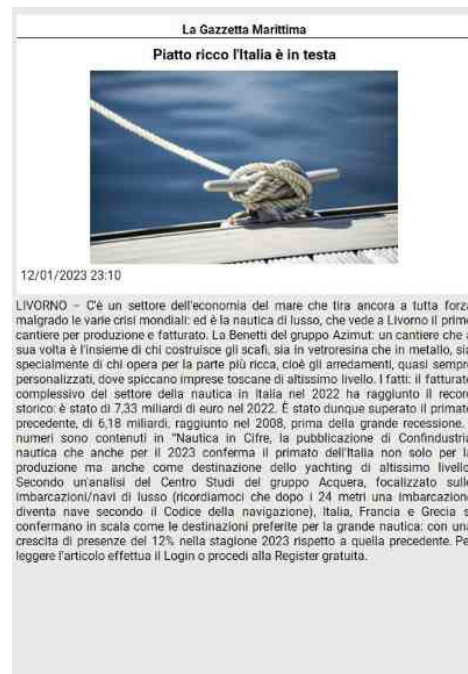 La Gazzetta Marittima
Piatto ricco l'Italia è in testa
12/01/2023 23:10
LIVORNO – C'è un settore dell'economia del mare che tira ancora a tutta forza
malgrado le varie crisi mondiali: ed è la nautica di lusso, che vede a Livorno il primo
cantiere per produzione e fatturato. La Benetti del gruppo Azimut: un cantiere che a
sua volta è l'insieme di chi costruisce gli scafi, sia in vetroresina che in metallo, sia
specialmente di chi opera per la parte più ricca, cioè gli arredamenti, quasi sempre
personalizzati, dove spiccano imprese toscane di altissimo livello. I fatti: il fatturato
complessivo del settore della nautica in Italia nel 2022 ha raggiunto il record
storico: è stato di 7,33 miliardi di euro nel 2022. È stato dunque superato il primato
precedente, di 6,18 miliardi, raggiunto nel 2008, prima della grande recessione. I
numeri sono contenuti in "Nautica in Cifre, la pubblicazione di Confindustria
nautica che anche per il 2023 conferma il primato dell'Italia non solo per la
produzione ma anche come destinazione dello yachting di altissimo livello.
Secondo un'analisi del Centro Studi del gruppo Acquera, focalizzato sulle
imbarcazioni/navi di lusso (ricordiamoci che dopo i 24 metri una imbarcazione
diventa nave secondo il Codice della navigazione), Italia, Francia e Grecia si
confermano in scala come le destinazioni preferite per la grande nautica: con una
crescita di presenze del 12% nella stagione 2023 rispetto a quella precedente. Per
leggere l'articolo effettua il Login o procedi alla Register gratuita.